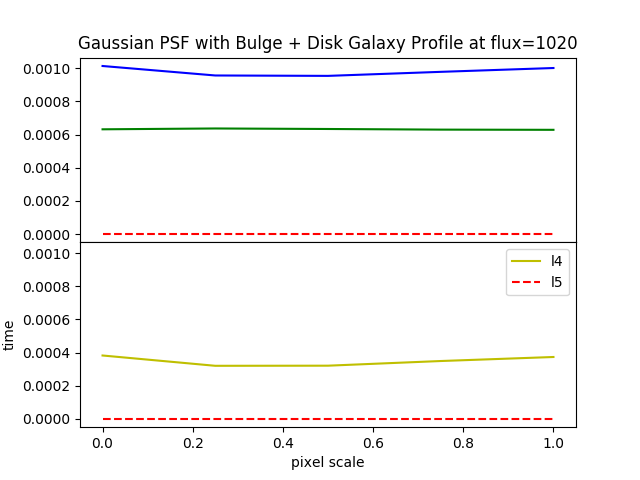 Gaussian PSF with Bulge + Disk Galaxy Profile at flux=1020
0.0010
0.0008
0.0006
0.0004
0.0002
0.0000
0.0010
0.0008
0.0006
0.0004
0.0002
0.0000
time
l4
l5
0.0 0.2 0.4 0.6 0.8 1.0
pixel scale